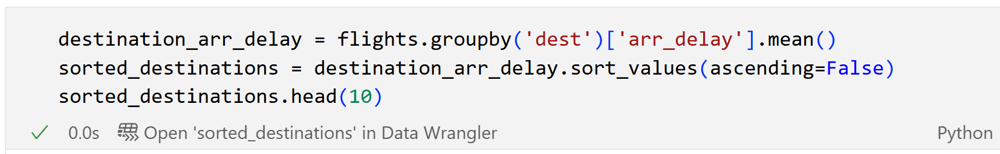 destination_arr_delay = flights.groupby('dest')['arr_delay'].mean()
sorted_destinations = destination_arr_delay.sort_values(ascending=False)
sorted_destinations.head(10)
0.0s Open 'sorted_destinations' in Data Wrangler Python